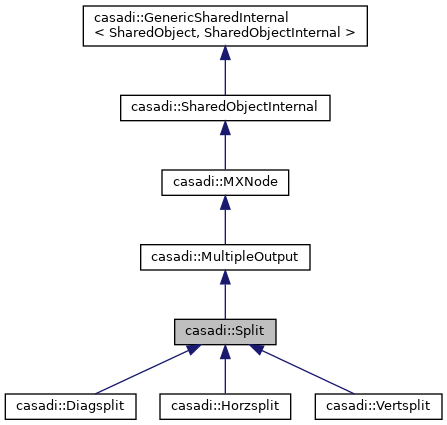 casadi::GenericSharedInternal
< SharedObject, SharedObjectInternal >
casadi::SharedObjectInternal
casadi::MXNode
casadi::MultipleOutput
casadi::Split
casadi::Diagsplit
casadi::Horzsplit
casadi::Vertsplit